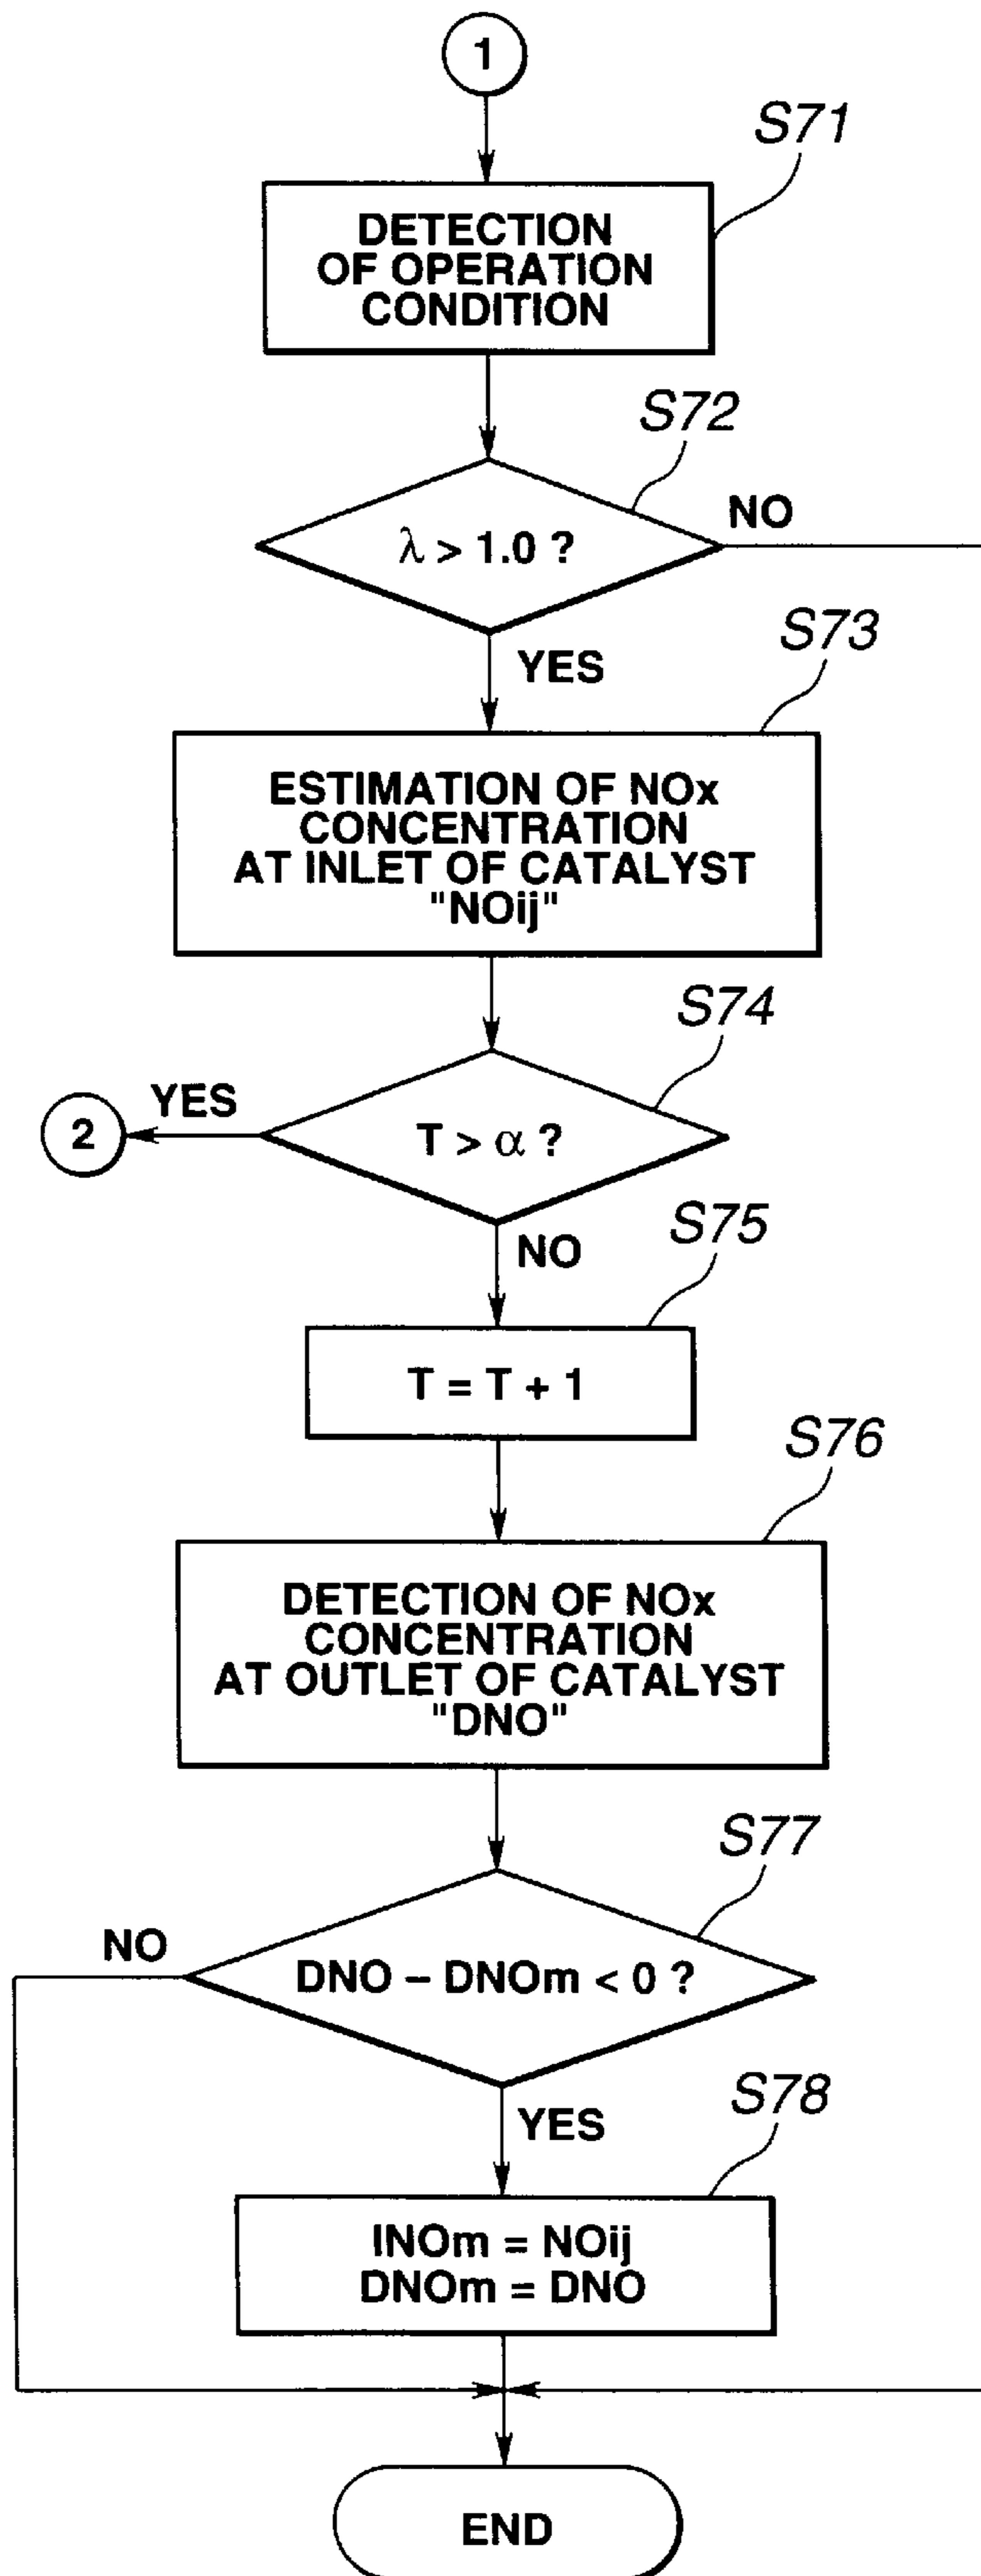 1
S71
DETECTION
OF OPERATION
CONDITION
S72
λ > 1.0 ?
NO
YES
S73
ESTIMATION OF NOx
CONCENTRATION
AT INLET OF CATALYST
"NOij"
S74
2
YES
T > α ?
NO
S75
T = T + 1
S76
DETECTION OF NOx
CONCENTRATION
AT OUTLET OF CATALYST
"DNO"
S77
NO
DNO – DNOm < 0 ?
YES
S78
INOm = NOij
DNOm = DNO
END